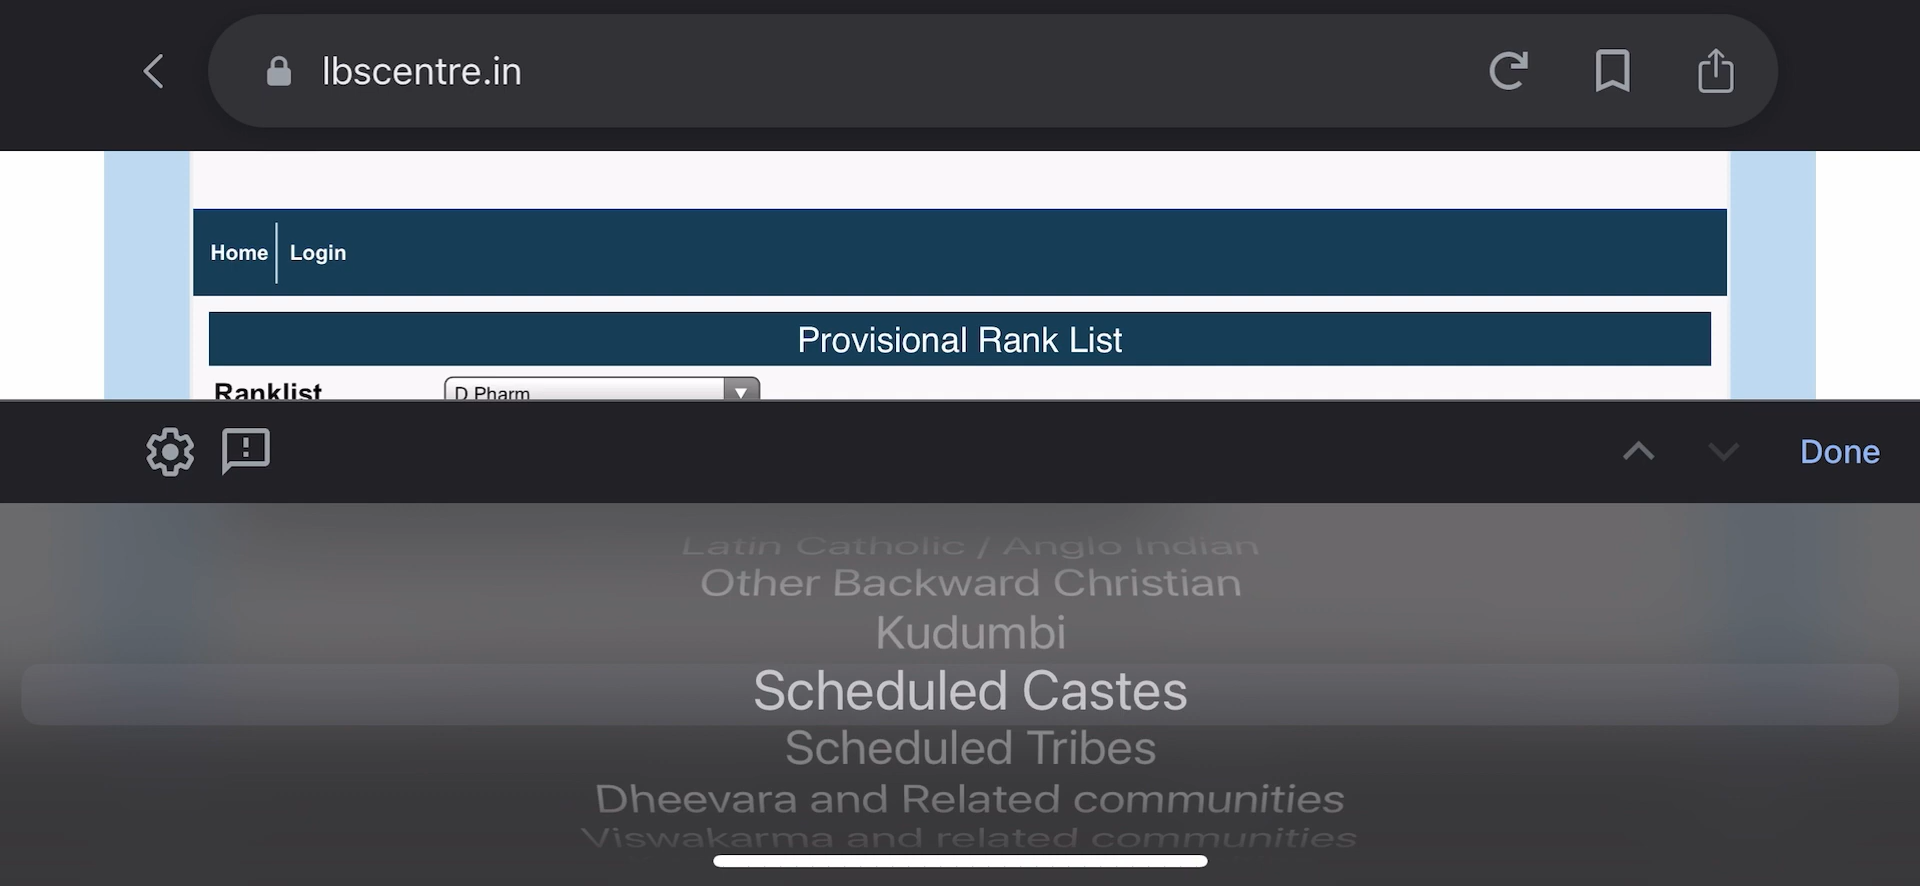 lbscentre.in
Home Login
Provisional Rank List
Ranklist D Pharm
Done
Latin Catholic / Anglo Indian
Other Backward Christian
Kudumbi
Scheduled Castes
Scheduled Tribes
Dheevara and Related communities
Viswakarma and related communities